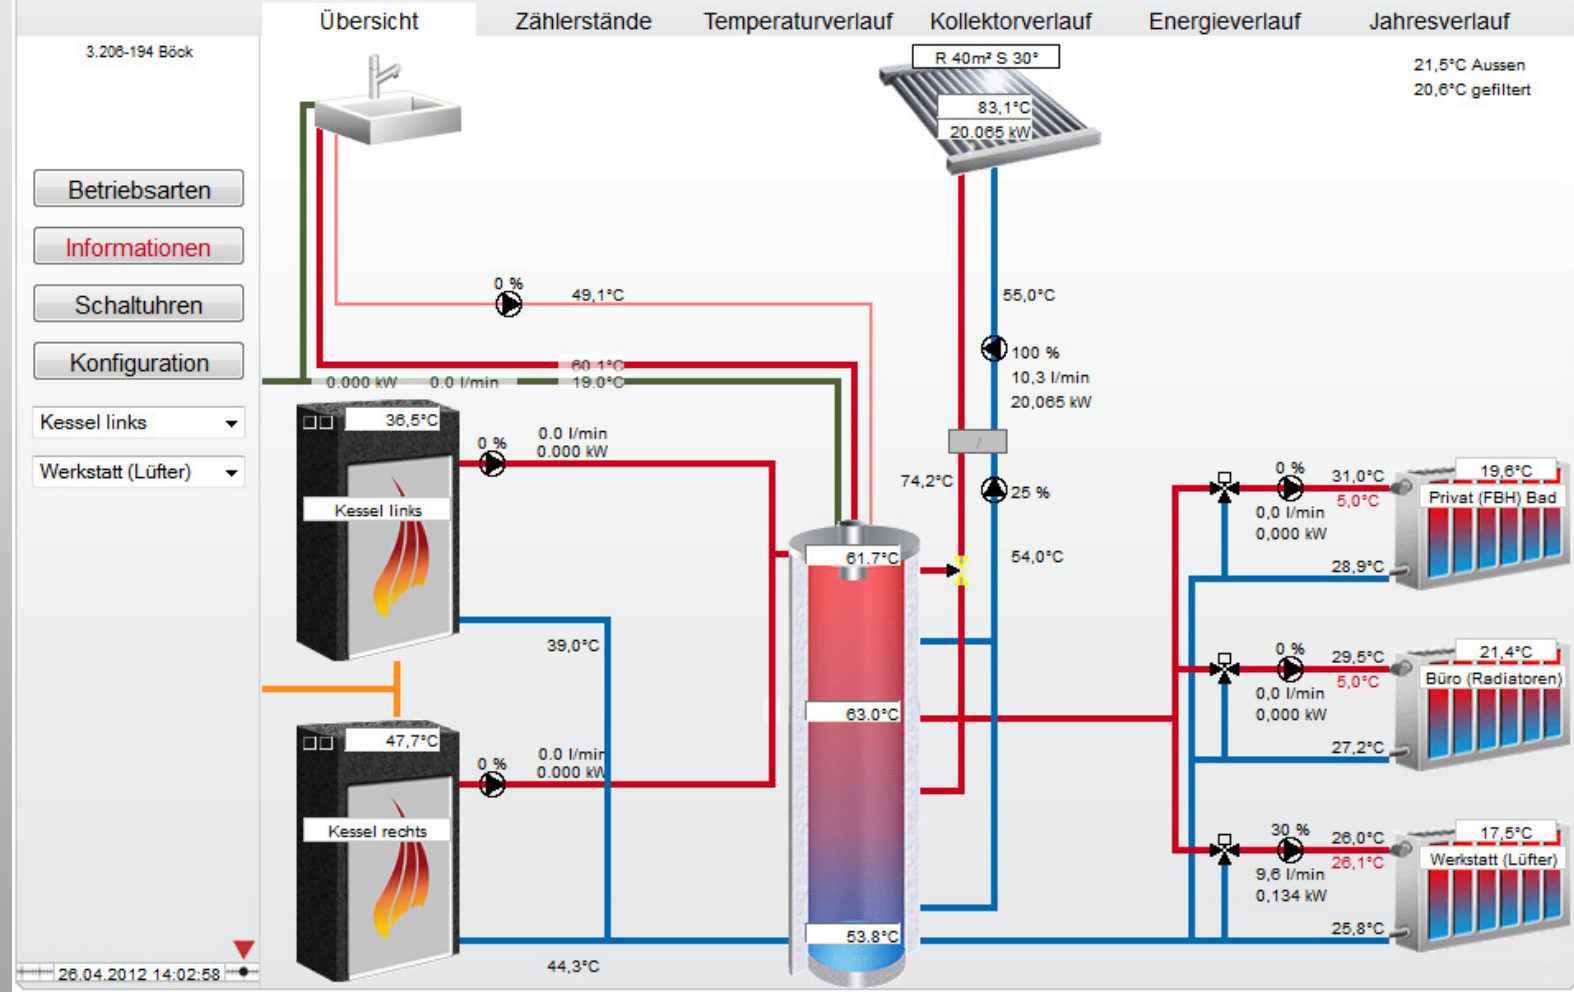 Übersicht
Zählerstände
Temperaturverlauf
Kollektorverlauf
Energieverlauf
Jahresverlauf
3.206-194 Böck
R 40m² S 30°
83,1°C
20.065 kW
21,5°C Aussen
20,6°C gefiltert
Betriebsarten
Informationen
Schaltuhren
Konfiguration
Kessel links
Werkstatt (Lüfter)
26.04.2012 14:02:58
0 %
49,1°C
60.1°C
0.000 kW
0.0 l/min
19.0°C
36,5°C
0 %
0.0 l/min
0.000 kW
Kessel links
39,0°C
47,7°C
0 %
0.0 l/min
0.000 kW
Kessel rechts
44,3°C
55,0°C
100 %
10,3 l/min
20,065 kW
/
74,2°C
25 %
54,0°C
61.7°C
63.0°C
53.8°C
0 %
31,0°C
5,0°C
0,0 l/min
0,000 kW
28,9°C
19,6°C
Privat (FBH) Bad
0 %
29,5°C
5,0°C
0,0 l/min
0,000 kW
27,2°C
21,4°C
Büro (Radiatoren)
30 %
26,0°C
26,1°C
9,6 l/min
0,134 kW
25,8°C
17,5°C
Werkstatt (Lüfter)